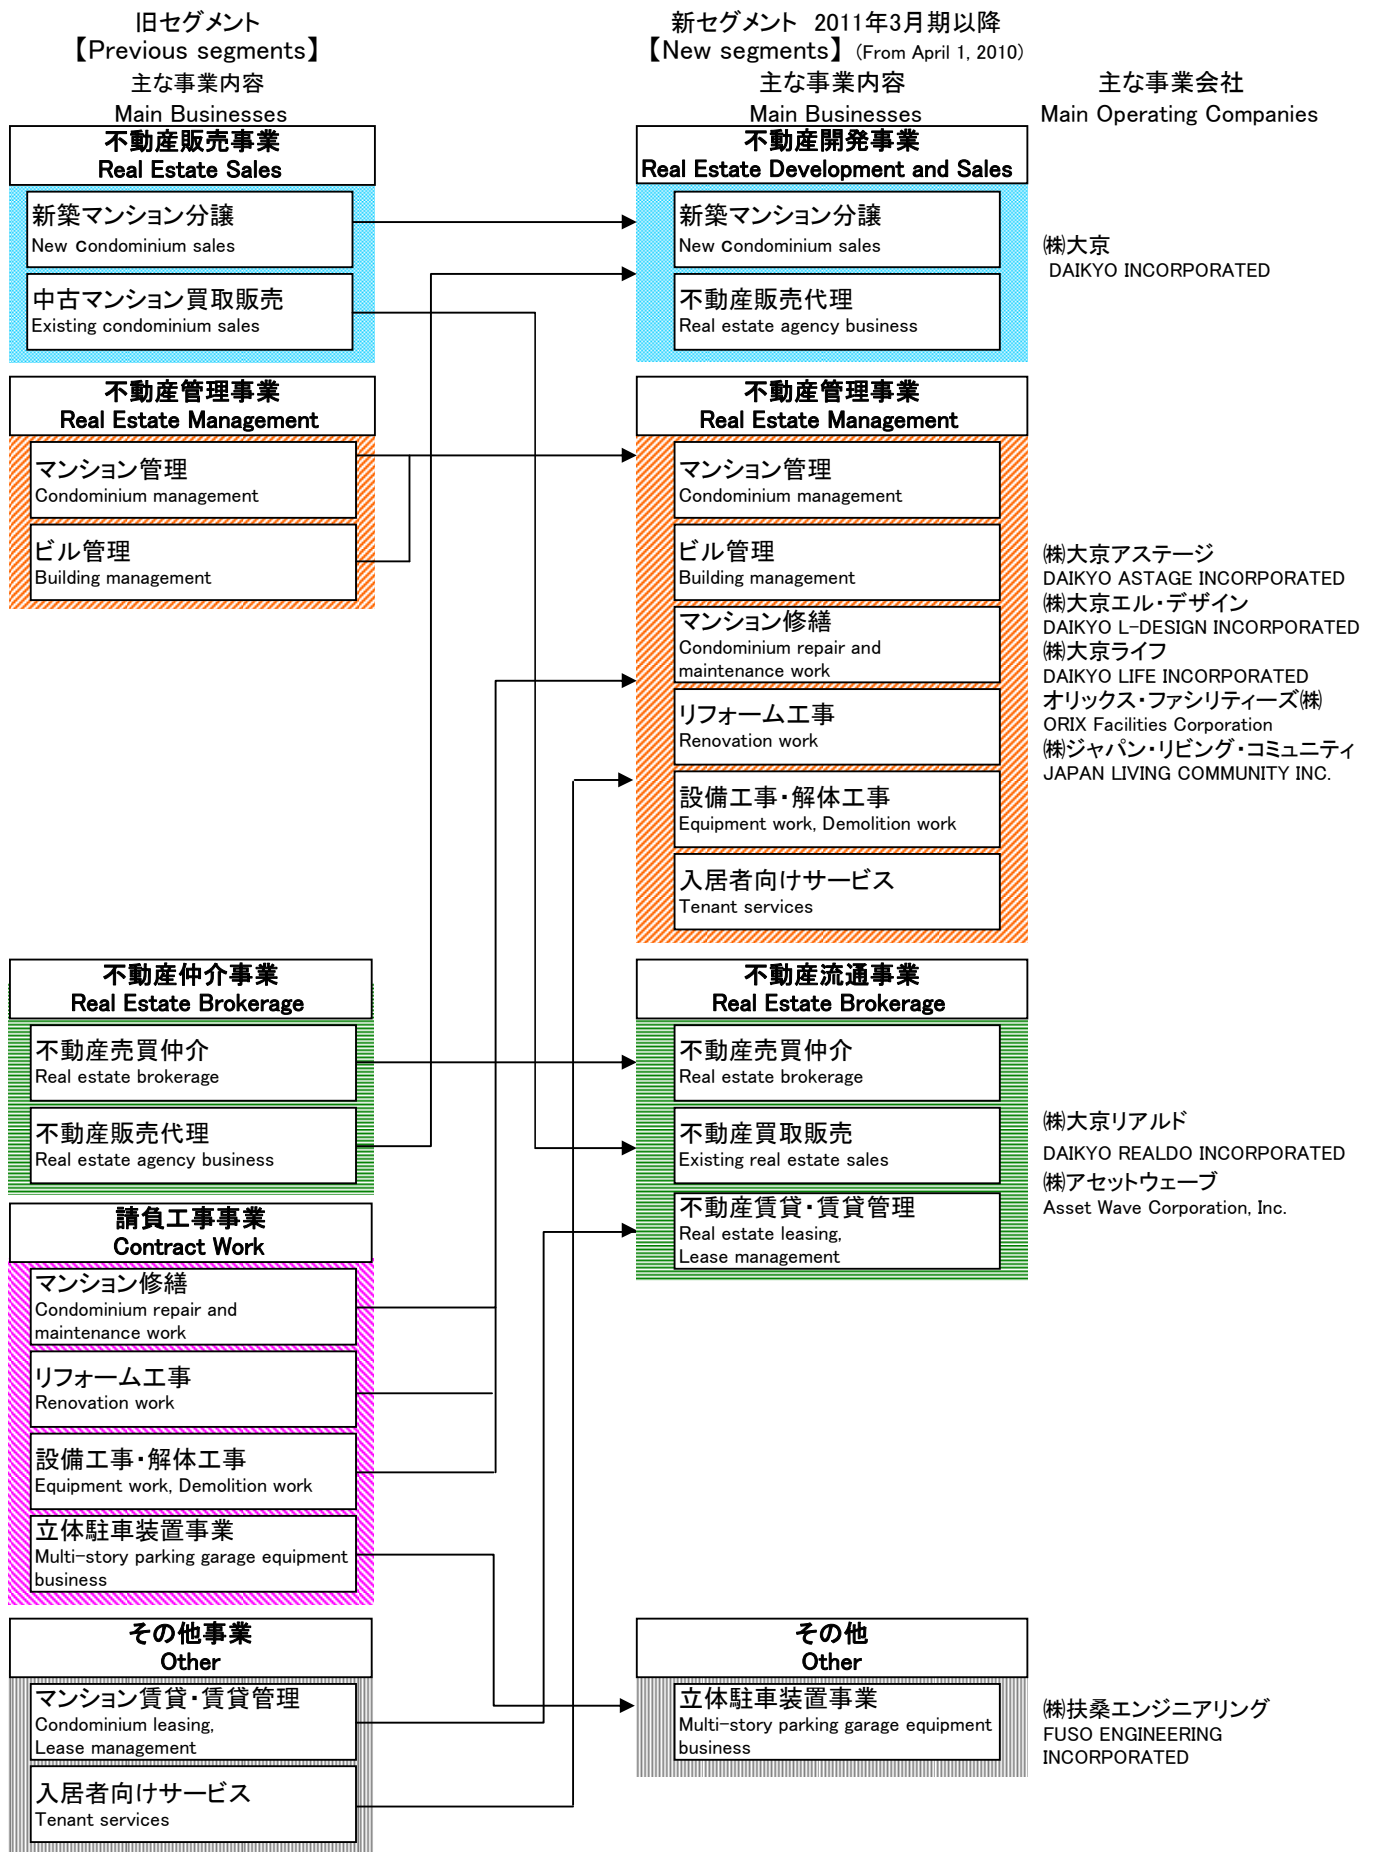 旧セグメント
【Previous segments】
主な事業内容
Main Businesses
不動産販売事業
Real Estate Sales
新築マンション分譲
New condominium sales
中古マンション買取販売
Existing condominium sales
不動産管理事業
Real Estate Management
マンション管理
Condominium management
ビル管理
Building management
不動産仲介事業
Real Estate Brokerage
不動産売買仲介
Real estate brokerage
不動産販売代理
Real estate agency business
請負工事事業
Contract Work
マンション修繕
Condominium repair and
maintenance work
リフォーム工事
Renovation work
設備工事・解体工事
Equipment work, Demolition work
立体駐車装置事業
Multi-story parking garage equipment
business
その他事業
Other
マンション賃貸・賃貸管理
Condominium leasing,
Lease management
入居者向けサービス
Tenant services
新セグメント 2011年3月期以降
【New segments】 (From April 1, 2010)
主な事業内容
Main Businesses
不動産開発事業
Real Estate Development and Sales
新築マンション分譲
New condominium sales
不動産販売代理
Real estate agency business
不動産管理事業
Real Estate Management
マンション管理
Condominium management
ビル管理
Building management
マンション修繕
Condominium repair and
maintenance work
リフォーム工事
Renovation work
設備工事・解体工事
Equipment work, Demolition work
入居者向けサービス
Tenant services
不動産流通事業
Real Estate Brokerage
不動産売買仲介
Real estate brokerage
不動産買取販売
Existing real estate sales
不動産賃貸・賃貸管理
Real estate leasing,
Lease management
その他
Other
立体駐車装置事業
Multi-story parking garage equipment
business
主な事業会社
Main Operating Companies
㈱大京
DAIKYO INCORPORATED
㈱大京アステージ
DAIKYO ASTAGE INCORPORATED
㈱大京エル・デザイン
DAIKYO L-DESIGN INCORPORATED
㈱大京ライフ
DAIKYO LIFE INCORPORATED
オリックス・ファシリティーズ㈱
ORIX Facilities Corporation
㈱ジャパン・リビング・コミュニティ
JAPAN LIVING COMMUNITY INC.
㈱大京リアルド
DAIKYO REALDO INCORPORATED
㈱アセットウェーブ
Asset Wave Corporation, Inc.
㈱扶桑エンジニアリング
FUSO ENGINEERING
INCORPORATED